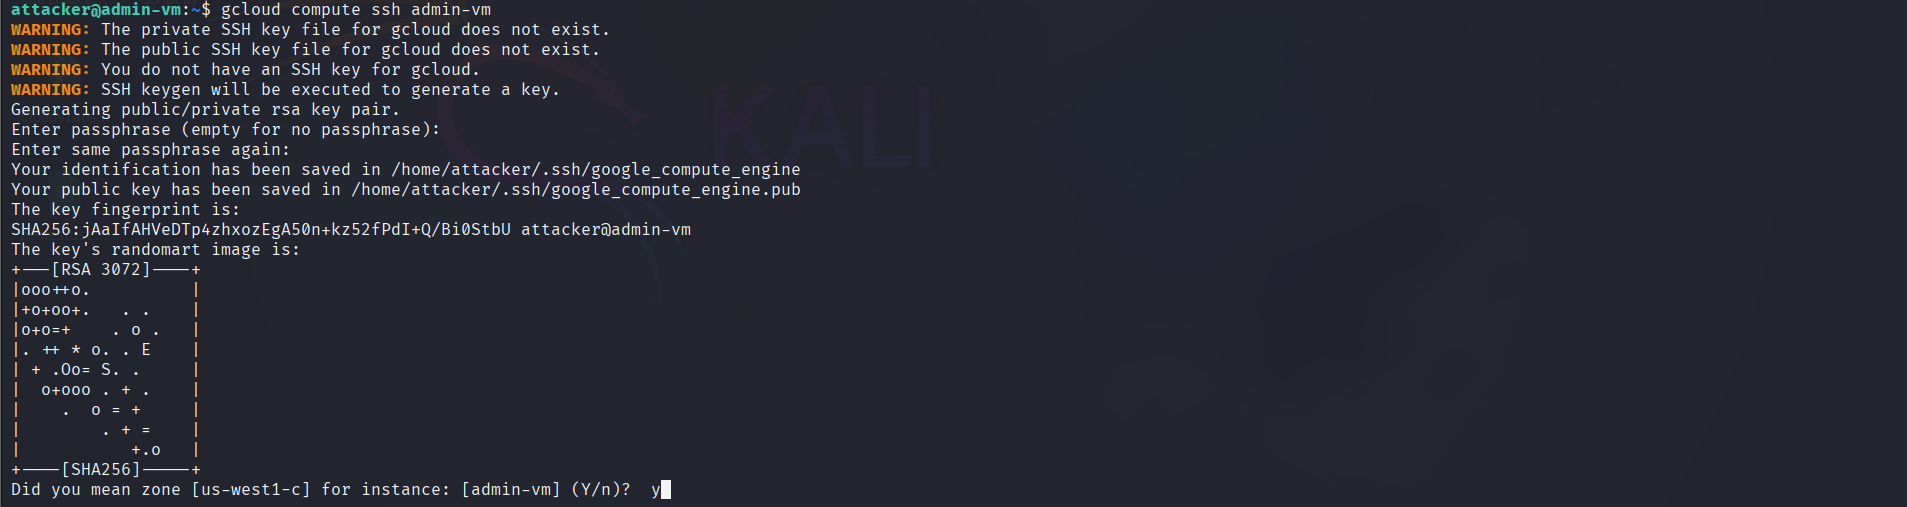 attacker@admin-vm:~$ gcloud compute ssh admin-vm
WARNING: The private SSH key file for gcloud does not exist.
WARNING: The public SSH key file for gcloud does not exist.
WARNING: You do not have an SSH key for gcloud.
WARNING: SSH keygen will be executed to generate a key.
Generating public/private rsa key pair.
Enter passphrase (empty for no passphrase):
Enter same passphrase again:
Your identification has been saved in /home/attacker/.ssh/google_compute_engine
Your public key has been saved in /home/attacker/.ssh/google_compute_engine.pub
The key fingerprint is:
SHA256:jAaIfAHVeDTp4zhxozEgA50n+kz52fPdI+Q/Bi0StbU attacker@admin-vm
The key's randomart image is:
+---[RSA 3072]----+
|ooo++o.          |
|+o+oo+.   . .    |
|o+o=+    . o .   |
|. ++ * o. . E    |
| + .Oo= S. .     |
|  o+ooo . + .    |
|    .  o = +     |
|        . + =    |
|           +.o   |
+----[SHA256]-----+
Did you mean zone [us-west1-c] for instance: [admin-vm] (Y/n)?  y
KALI